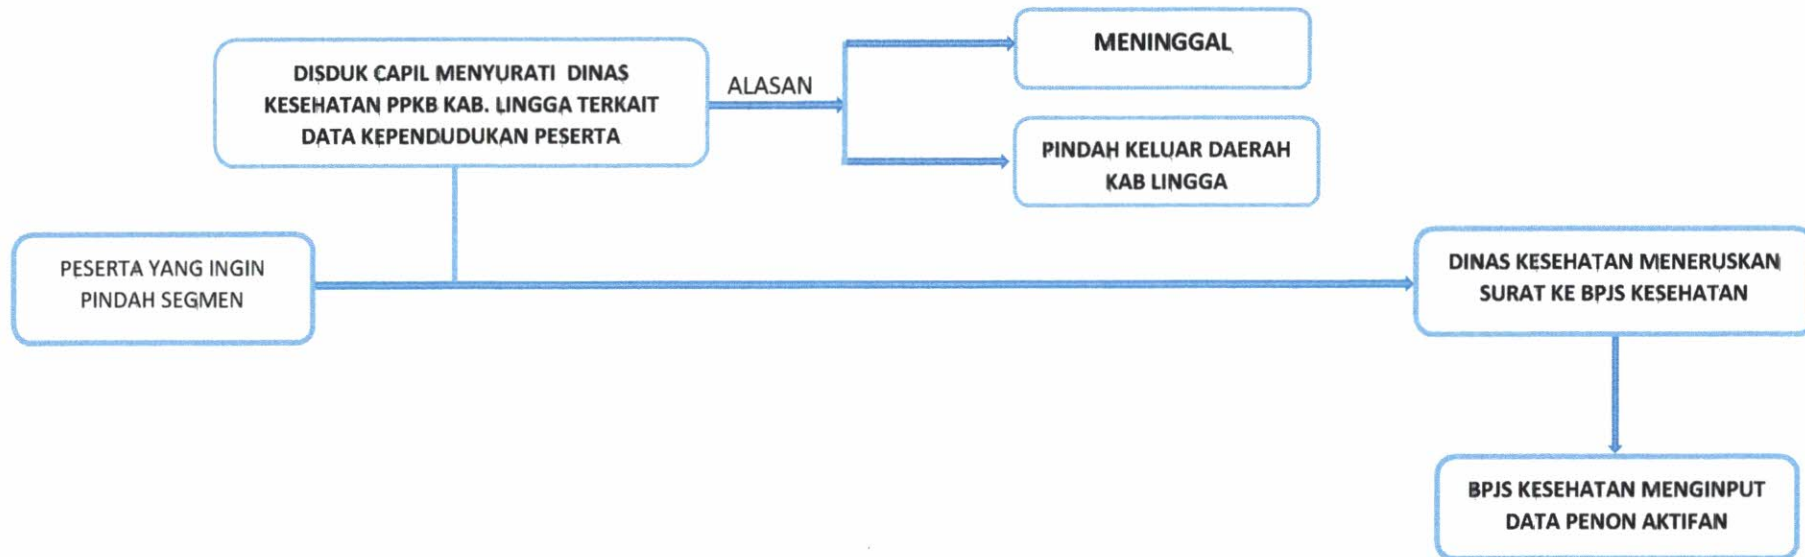 DISDUK CAPIL MENYURATI DINAS
KESEHATAN PPKB KAB. LINGGA TERKAIT
DATA KEPENDUDUKAN PESERTA
ALASAN
MENINGGAL
PINDAH KELUAR DAERAH
KAB LINGGA
PESERTA YANG INGIN
PINDAH SEGMEN
DINAS KESEHATAN MENERUSKAN
SURAT KE BPJS KESEHATAN
BPJS KESEHATAN MENGINPUT
DATA PENON AKTIFAN